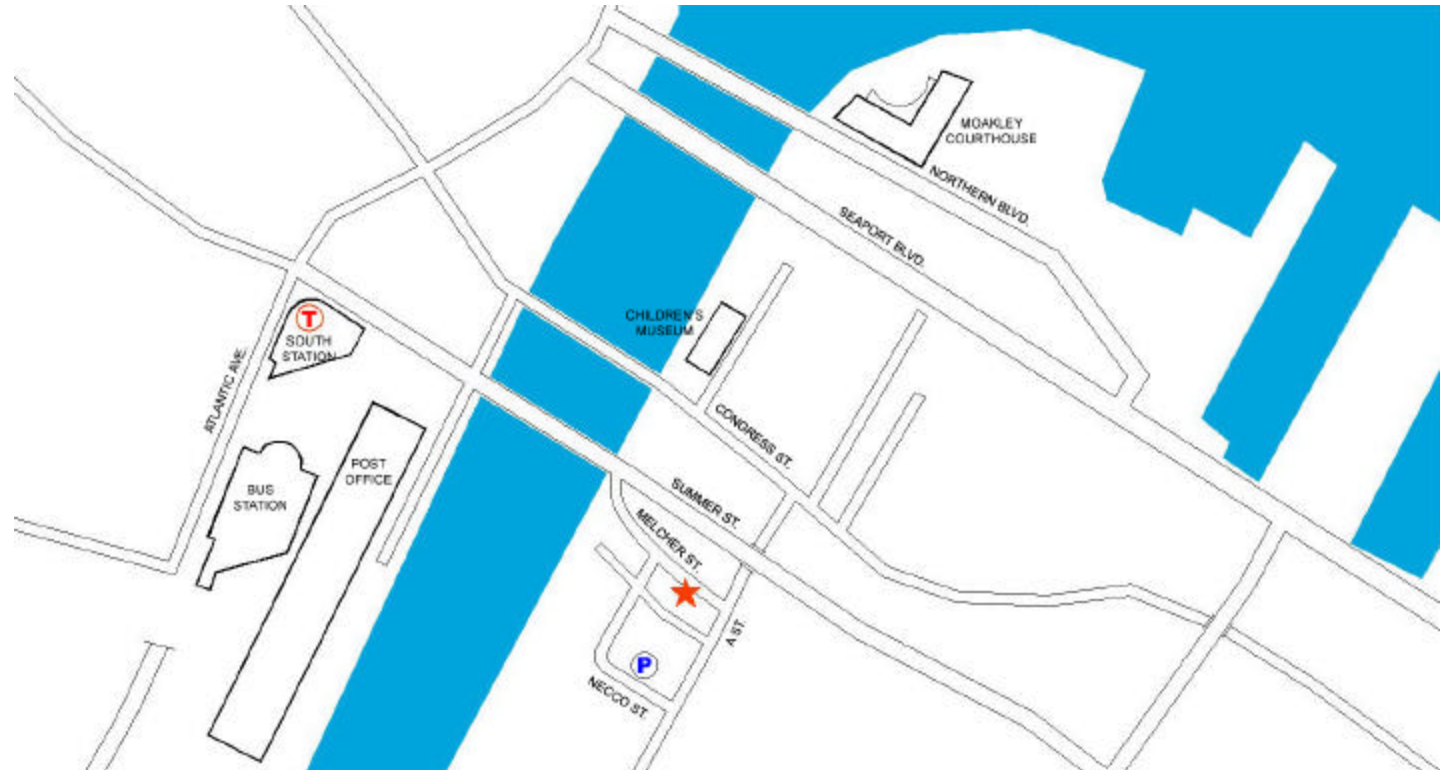 MOAKLEY
COURTHOUSE
NORTHERN BLVD.
SEAPORT BLVD.
CHILDREN'S
MUSEUM
T
SOUTH
STATION
ATLANTIC AVE.
CONGRESS ST.
POST
OFFICE
BUS
STATION
SUMMER ST.
MELCHER ST.
A ST.
P
NECCO ST.